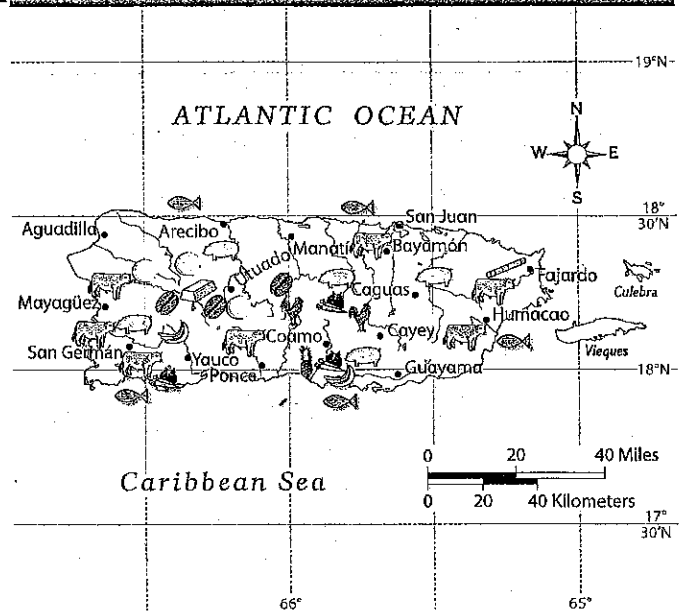 19°N
ATLANTIC OCEAN
N
W
E
S
18°
30'N
San Juan
Aguadilla
Arecibo
Manatí
Bayamón
Utuado
Fajardo
Caguas
Culebra
Mayagüez
Humacao
Coamo
Cayey
Vieques
San Germán
Yauco
Ponce
Guayama
18°N
0 20 40 Miles
0 20 40 Kilometers
Caribbean Sea
17°
30'N
66°
65°